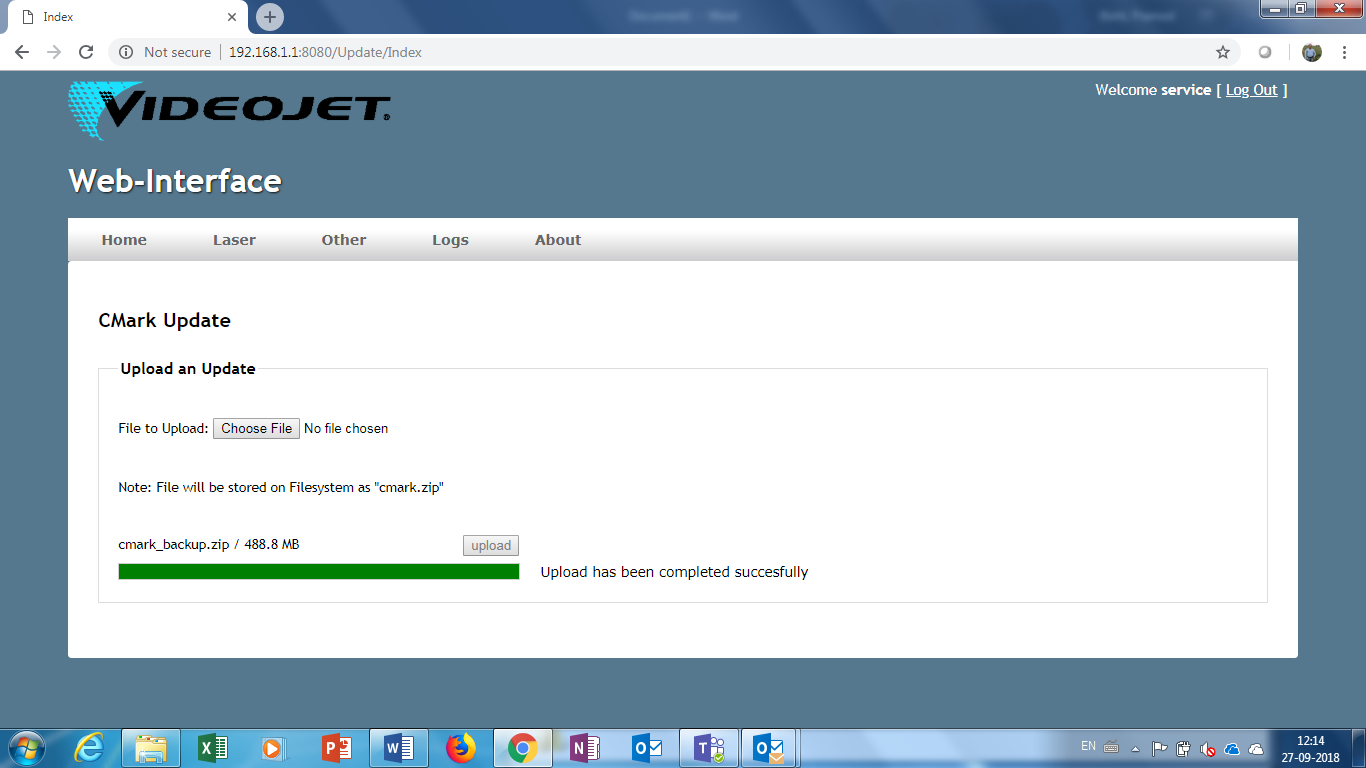 Index
Not secure
192.168.1.1:8080/Update/Index
VIDEOJET.
Welcome service [ Log Out ]
Web-Interface
Home Laser Other Logs About
CMark Update
Upload an Update
File to Upload: Choose File No file chosen
Note: File will be stored on Filesystem as "cmark.zip"
cmark_backup.zip / 488.8 MB upload
Upload has been completed succesfully
EN
12:14
27-09-2018